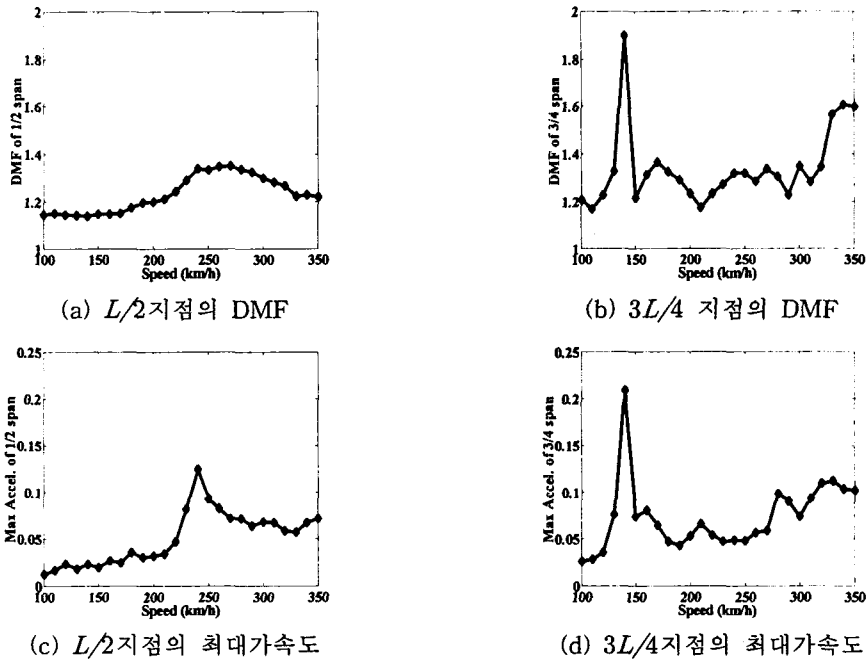 2
1.8
1.6
1.4
1.2
1
DMF of 1/2 span
100 150 200 250 300 350
Speed (km/h)
(a) L/2지점의 DMF
2
1.8
1.6
1.4
1.2
1
DMF of 3/4 span
100 150 200 250 300 350
Speed (km/h)
(b) 3L/4 지점의 DMF
0.25
0.2
0.15
0.1
0.05
0
Max Accel. of 1/2 span
100 150 200 250 300 350
Speed (km/h)
(c) L/2지점의 최대가속도
0.25
0.2
0.15
0.1
0.05
0
Max Accel. of 3/4 span
100 150 200 250 300 350
Speed (km/h)
(d) 3L/4지점의 최대가속도